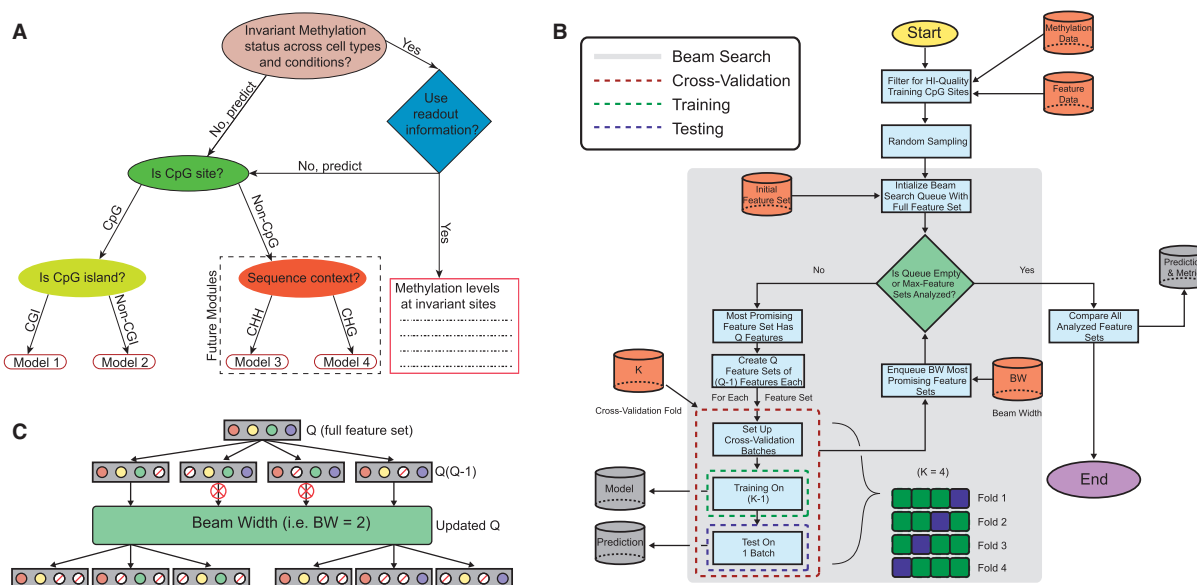 A
Invariant Methylation
status across cell types
and conditions?
Yes
No, predict
Use
readout
information?
No, predict
Is CpG site?
Yes
CpG
Non-CpG
Is CpG island?
Sequence context?
Future Modules
CGI
Non-CGI
CHH
CHG
Model 1
Model 2
Model 3
Model 4
Methylation levels
at invariant sites
B
Beam Search
Cross-Validation
Training
Testing
Start
Methylation
Data
Filter for HI-Quality
Training CpG Sites
Feature
Data
Random Sampling
Initial
Feature Set
Intialize Beam
Search Queue With
Full Feature Set
No
Is Queue Empty
or Max-Feature
Sets Analyzed?
Yes
Prediction
& Metric
Most Promising
Feature Set Has
Q Features
Compare All
Analyzed Feature
Sets
Create Q
Feature Sets of
(Q-1) Features Each
K
Cross-Validation Fold
For Each Feature Set
Enqueue BW Most
Promising Feature
Sets
BW
Beam Width
Set Up
Cross-Validation
Batches
Model
Training On
(K-1)
Prediction
Test On
1 Batch
(K = 4)
Fold 1
Fold 2
Fold 3
Fold 4
End
C
Q (full feature set)
Q(Q-1)
Beam Width (i.e. BW = 2)
Updated Q